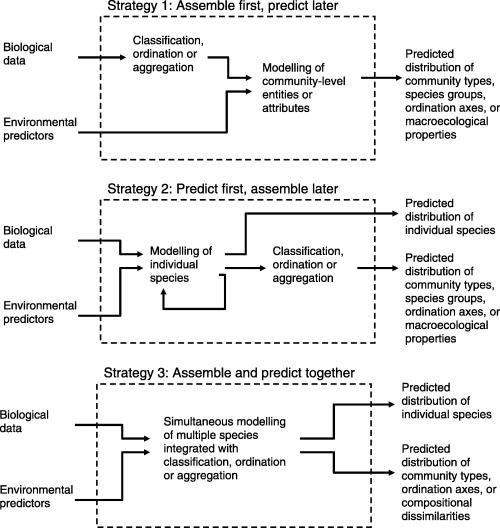 Strategy 1: Assemble first, predict later
Biological
data
Classification,
ordination or
aggregation
Modelling of
community-level
entities or
attributes
Predicted
distribution of
community types,
species groups,
ordination axes, or
macroecological
properties
Environmental
predictors
Strategy 2: Predict first, assemble later
Predicted
distribution of
individual species
Biological
data
Modelling of
individual
species
Classification,
ordination or
aggregation
Predicted
distribution of
community types,
species groups,
ordination axes, or
macroecological
properties
Environmental
predictors
Strategy 3: Assemble and predict together
Predicted
distribution of
individual species
Biological
data
Simultaneous modelling
of multiple species
integrated with
classification, ordination
or aggregation
Predicted
distribution of
community types,
ordination axes, or
compositional
dissimilarities
Environmental
predictors